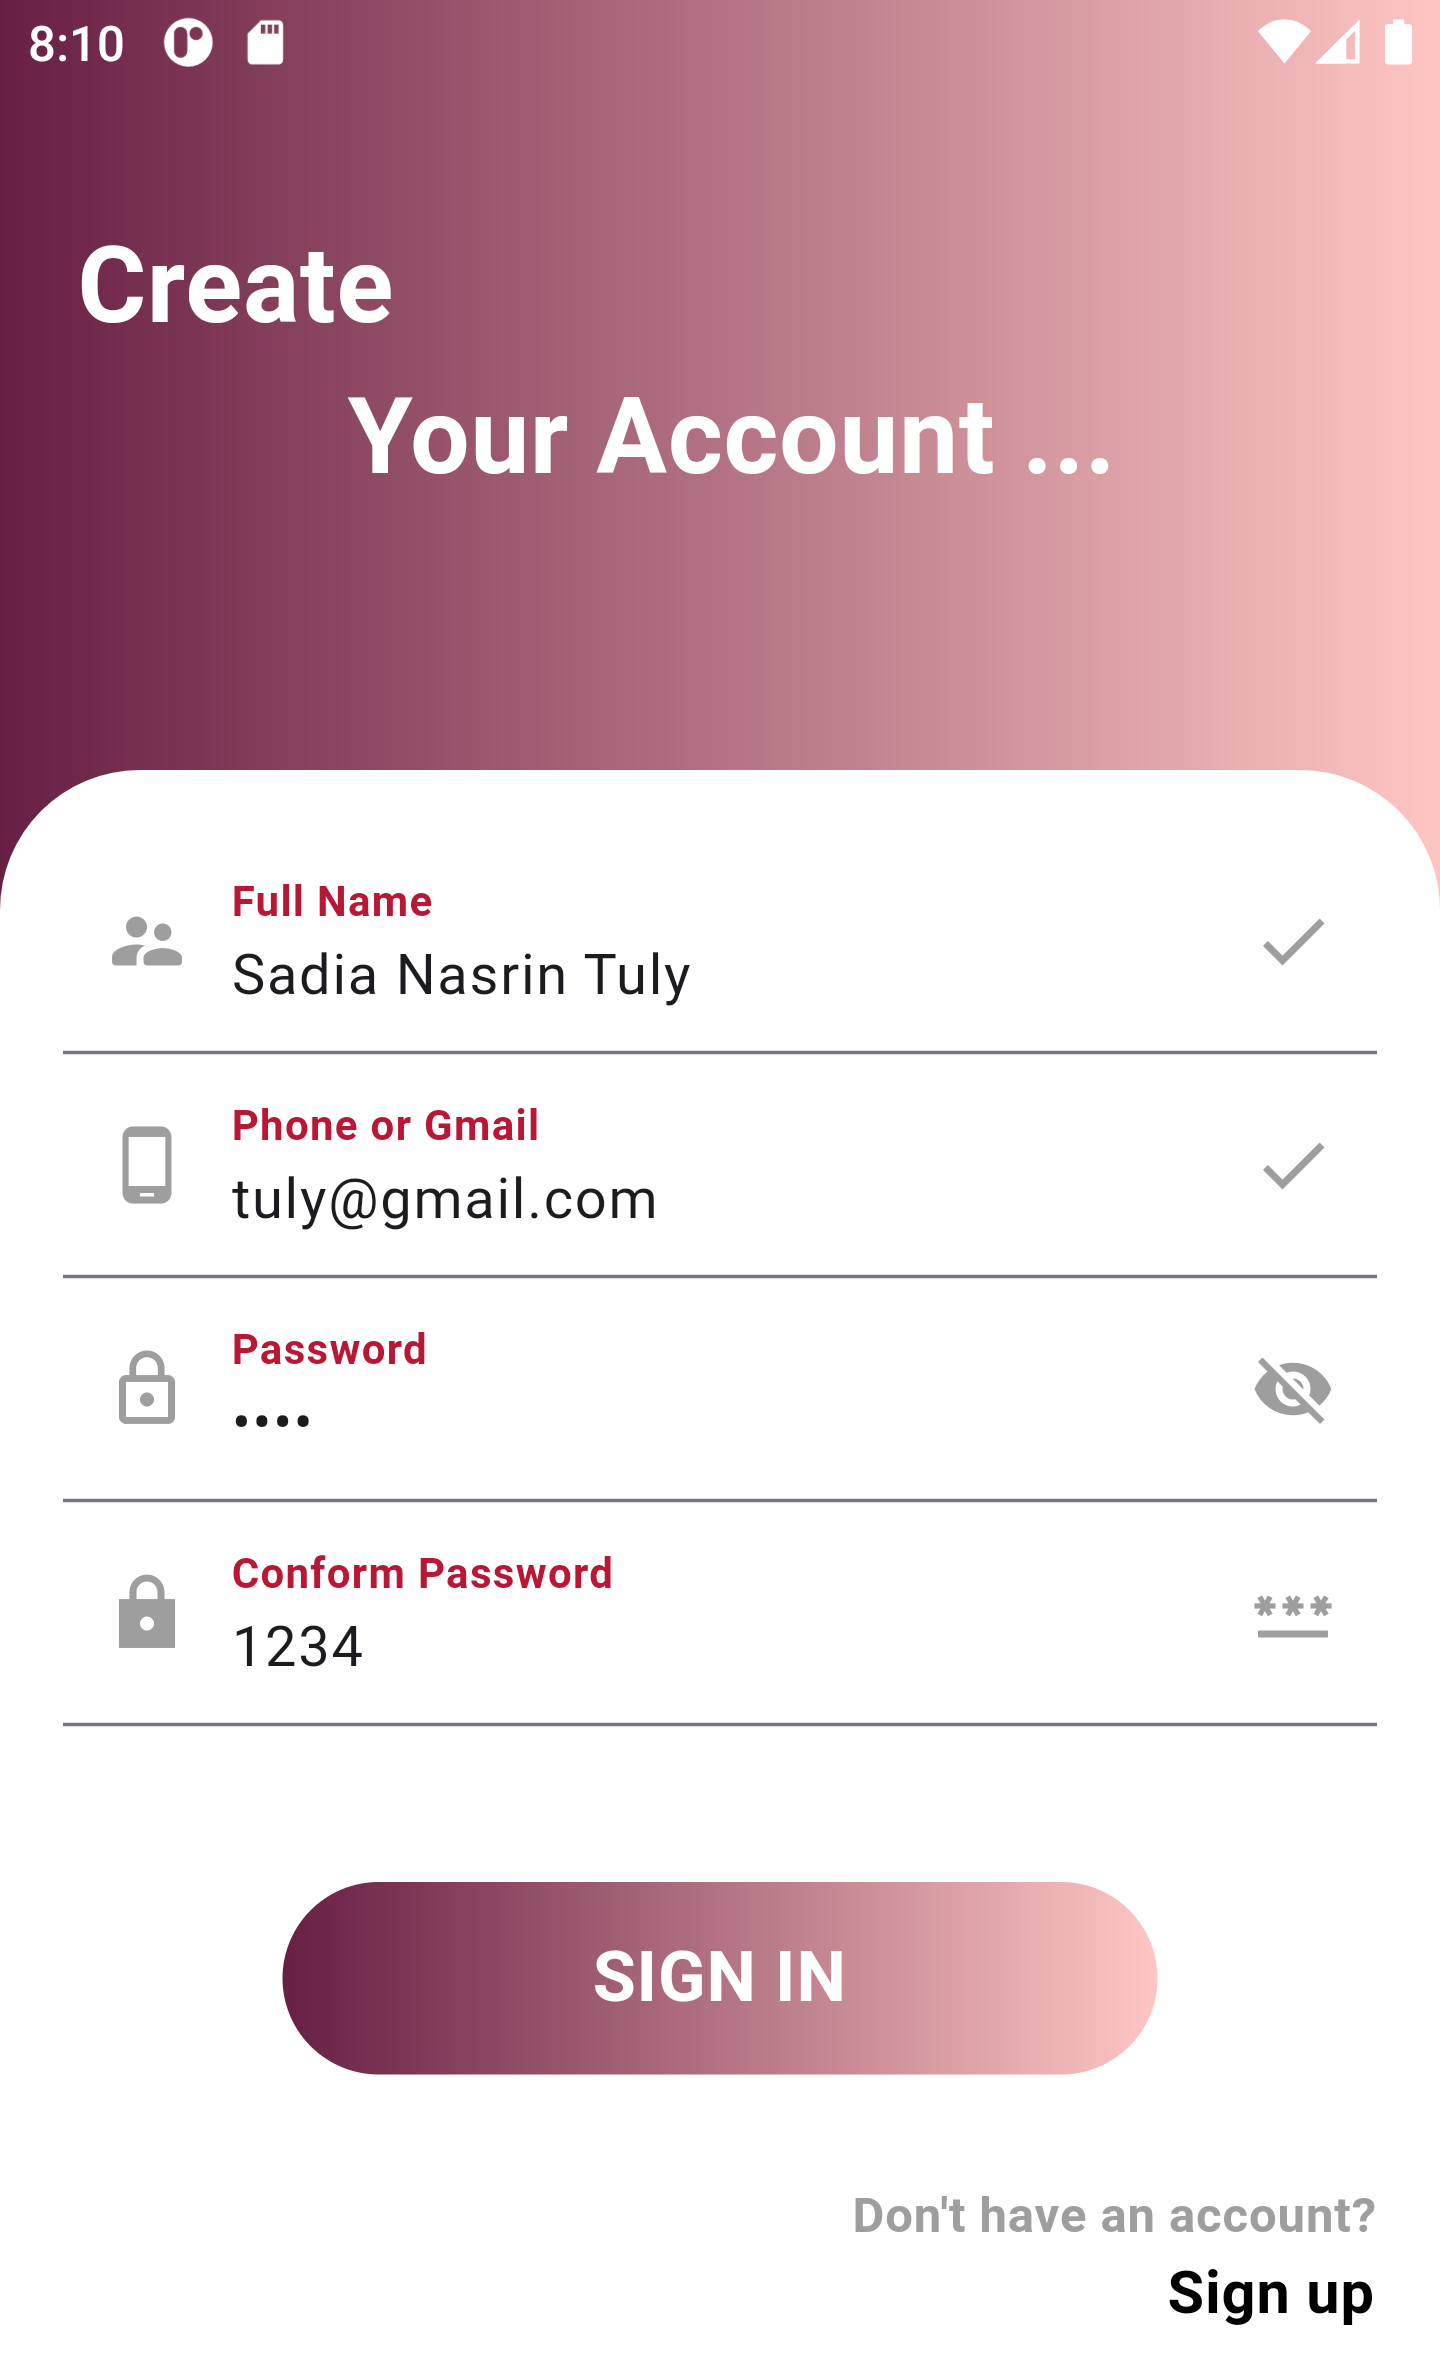 8:10
Create
Your Account ...
Full Name
Sadia Nasrin Tuly
Phone or Gmail
tuly@gmail.com
Password
••••
Conform Password
1234
***
SIGN IN
Don't have an account?
Sign up